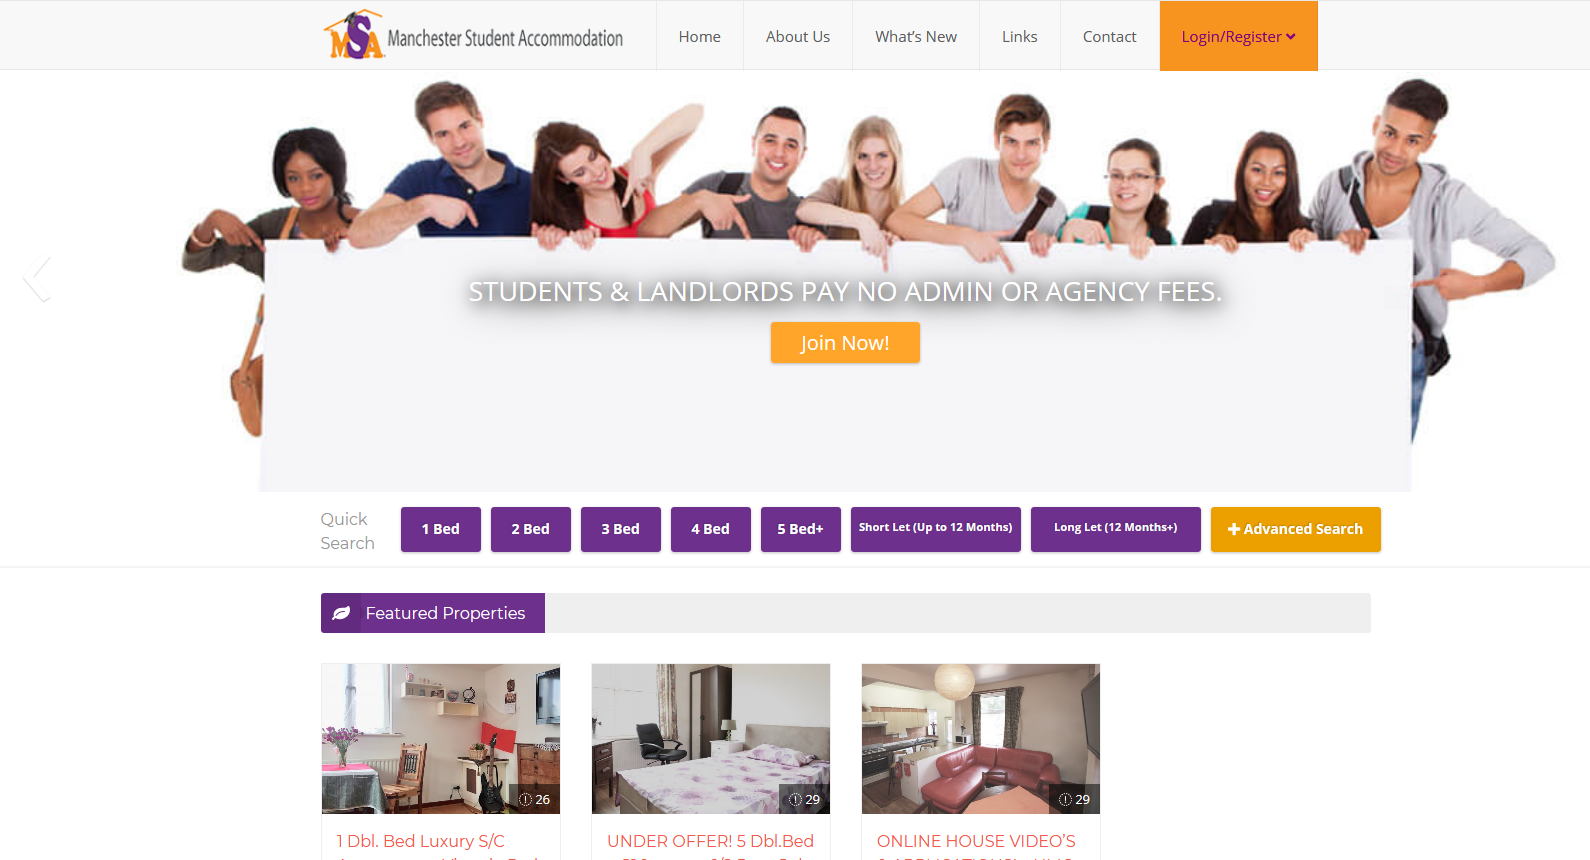 MSA Manchester Student Accommodation
Home
About Us
What's New
Links
Contact
Login/Register
STUDENTS & LANDLORDS PAY NO ADMIN OR AGENCY FEES.
Join Now!
Quick
Search
1 Bed
2 Bed
3 Bed
4 Bed
5 Bed+
Short Let (Up to 12 Months)
Long Let (12 Months+)
Advanced Search
Featured Properties
26
29
29
1 Dbl. Bed Luxury S/C
UNDER OFFER! 5 Dbl.Bed
ONLINE HOUSE VIDEO'S